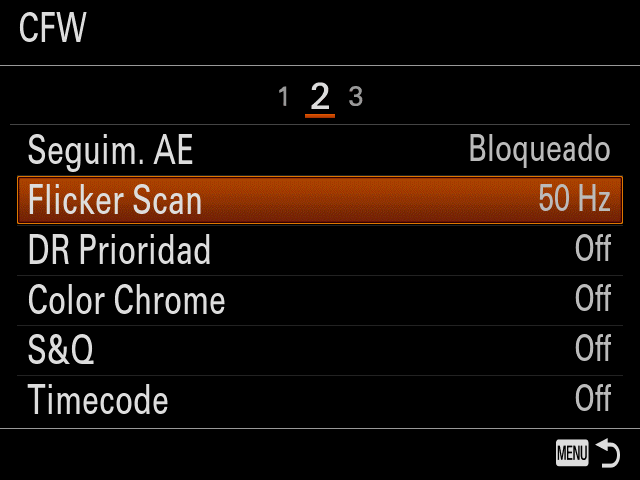 CFW
1 2 3
Seguim. AE Bloqueado
Flicker Scan 50 Hz
DR Prioridad Off
Color Chrome Off
S&Q Off
Timecode Off
MENU